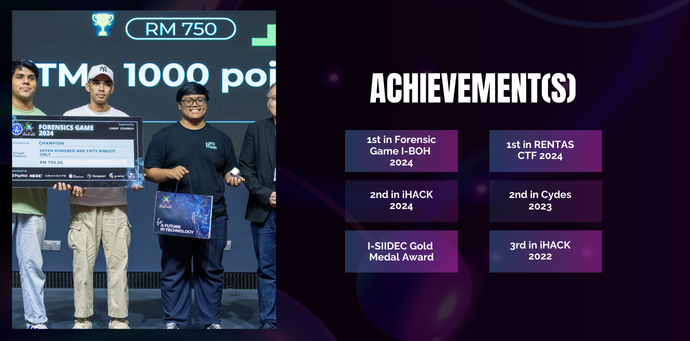 RM 750
TM 1000 poi
NY
FORENSICS GAME
2024
CHAMPION
SEVEN HUNDRED AND FIFTY RINGGIT
ONLY
RM 750.00
PayNet
A FUTURE
IN TECHNOLOGY
ACHIEVEMENT(S)
1st in Forensic
Game I-BOH
2024
1st in RENTAS
CTF 2024
2nd in iHACK
2024
2nd in Cydes
2023
I-SIIDEC Gold
Medal Award
3rd in iHACK
2022